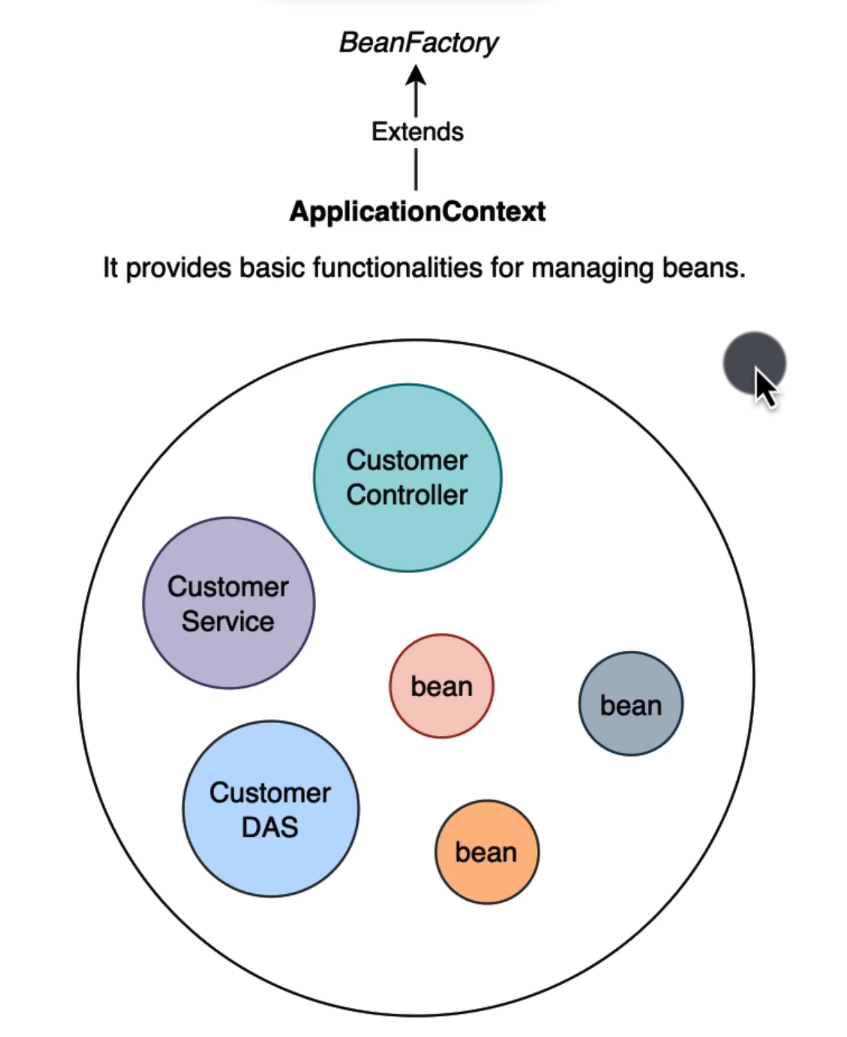 BeanFactory
Extends
ApplicationContext
It provides basic functionalities for managing beans.
Customer
Controller
Customer
Service
bean
bean
Customer
DAS
bean